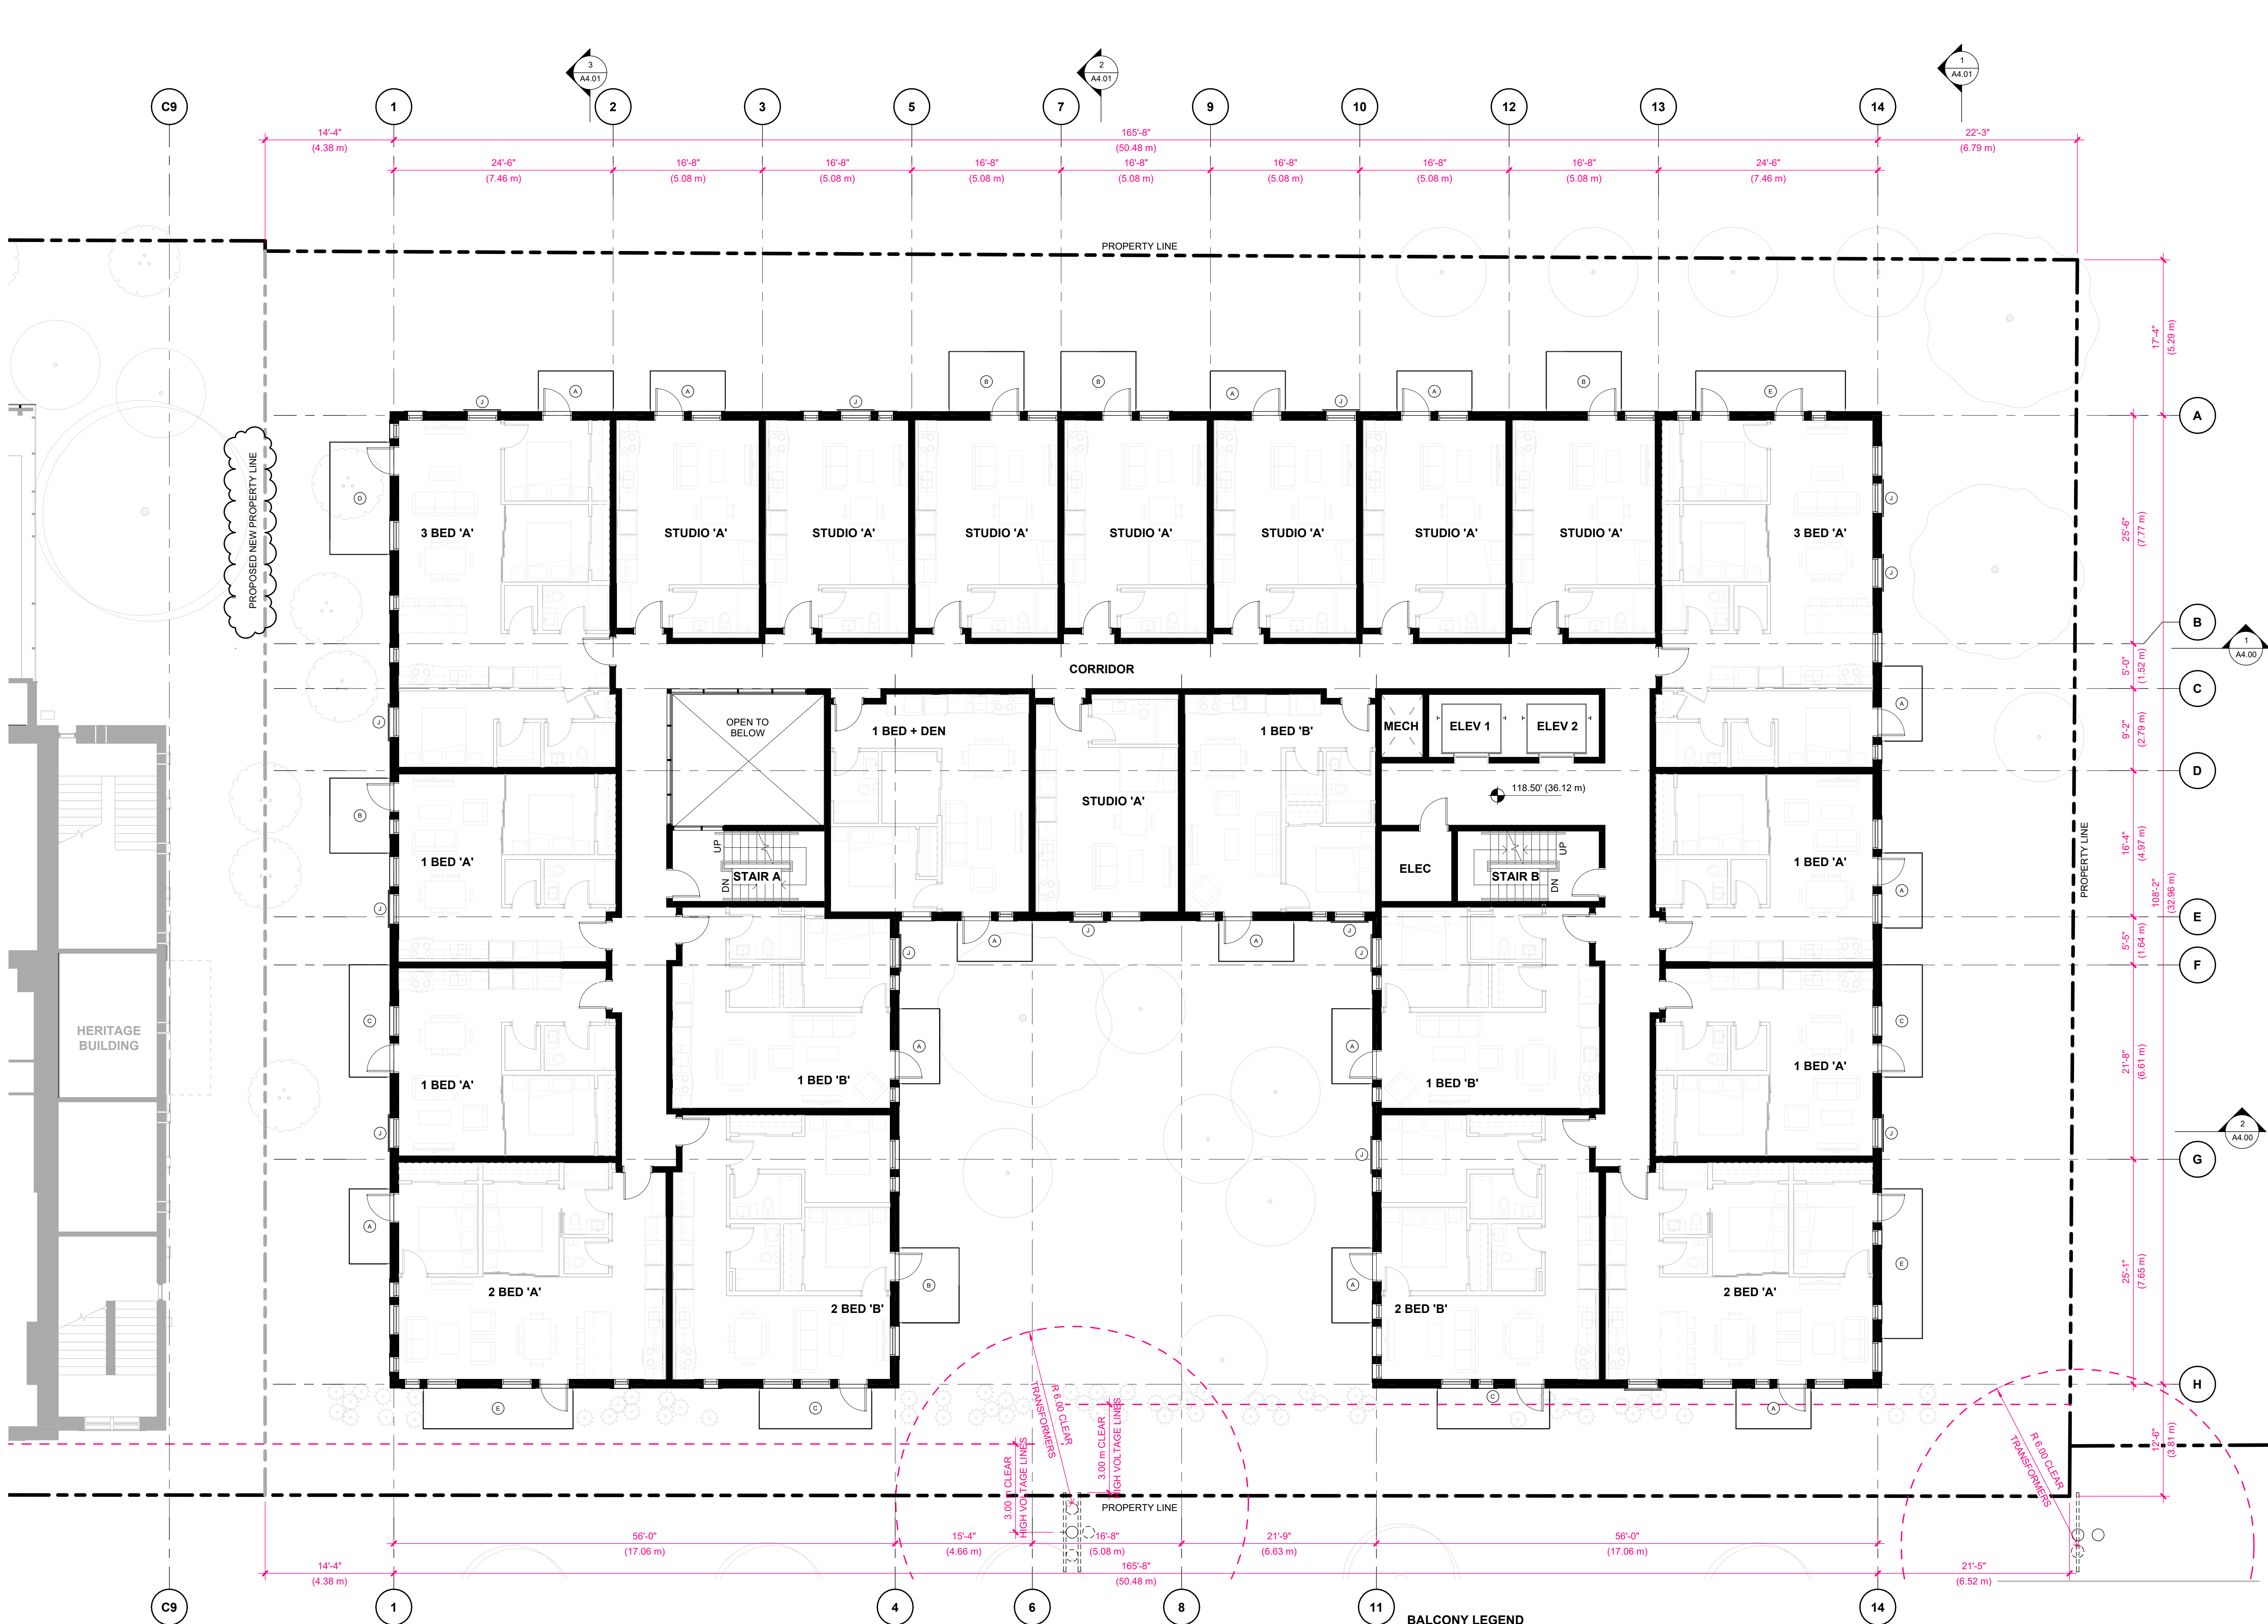 3
A4.01
2
A4.01
1
A4.01
C9
1
2
3
5
7
9
10
12
13
14
14'-4"
(4.38 m)
165'-8"
(50.48 m)
22'-3"
(6.79 m)
24'-6"
(7.46 m)
16'-8"
(5.08 m)
16'-8"
(5.08 m)
16'-8"
(5.08 m)
16'-8"
(5.08 m)
16'-8"
(5.08 m)
16'-8"
(5.08 m)
16'-8"
(5.08 m)
24'-6"
(7.46 m)
PROPERTY LINE
17'-4"
(5.29 m)
A
A
B
B
A
A
B
E
J
J
J
A
PROPOSED NEW PROPERTY LINE
D
J
3 BED 'A'
STUDIO 'A'
STUDIO 'A'
STUDIO 'A'
STUDIO 'A'
STUDIO 'A'
STUDIO 'A'
STUDIO 'A'
3 BED 'A'
25'-6"
(7.77 m)
J
B
1
A4.00
CORRIDOR
5'-0"
(1.52 m)
C
J
OPEN TO
BELOW
1 BED + DEN
1 BED 'B'
MECH
ELEV 1
ELEV 2
A
9'-2"
(2.79 m)
D
B
STUDIO 'A'
118.50' (36.12 m)
PROPERTY LINE
16'-4"
(4.97 m)
1 BED 'A'
UP
DN
STAIR A
ELEC
STAIR B
UP
DN
1 BED 'A'
A
108'-2"
(32.96 m)
J
E
J
A
J
A
J
J
5'-5"
(1.64 m)
F
C
HERITAGE
BUILDING
A
A
C
1 BED 'A'
1 BED 'B'
1 BED 'B'
1 BED 'A'
21'-8"
(6.61 m)
J
J
J
2
A4.00
G
A
2 BED 'A'
2 BED 'B'
B
A
2 BED 'B'
2 BED 'A'
E
25'-1"
(7.65 m)
H
E
C
C
A
R 6.00 CLEAR
TRANSFORMERS
3.00 m CLEAR
HIGH VOLTAGE LINES
3.00 m CLEAR
HIGH VOLTAGE LINES
R 6.00 CLEAR
TRANSFORMERS
12'-6"
(3.81 m)
PROPERTY LINE
56'-0"
(17.06 m)
15'-4"
(4.66 m)
16'-8"
(5.08 m)
21'-9"
(6.63 m)
56'-0"
(17.06 m)
14'-4"
(4.38 m)
165'-8"
(50.48 m)
21'-5"
(6.52 m)
C9
1
4
6
8
11
14
BALCONY LEGEND